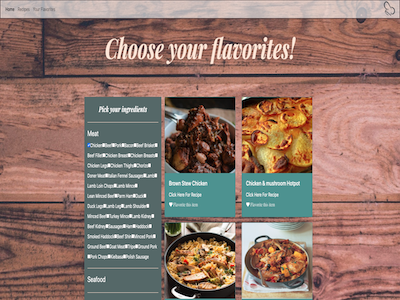 Home Recipes Your Favorites
Choose your flavorites!
Pick your ingredients
Meat
Chicken Beef Pork Bacon Beef Brisket
Beef Fillet Chicken Breast Chicken Breasts
Chicken Legs Chicken Thighs Chorizo
Doner Meat Italian Fennel Sausages Lamb
Lamb Loin Chops Lamb Mince
Lean Minced Beef Parma Ham Duck
Duck Legs Lamb Leg Lamb Shoulder
Minced Beef Turkey Mince Lamb Kidney
Beef Kidney Sausages Ham Haddock
Smoked Haddock Beef Shin Minced Pork
Ground Beef Goat Meat Tripe Ground Pork
Pork Chops Kielbasa Polish Sausage
Seafood
Brown Stew Chicken
Click Here For Recipe
Favorite this item
Chicken & mushroom Hotpot
Click Here For Recipe
Favorite this item